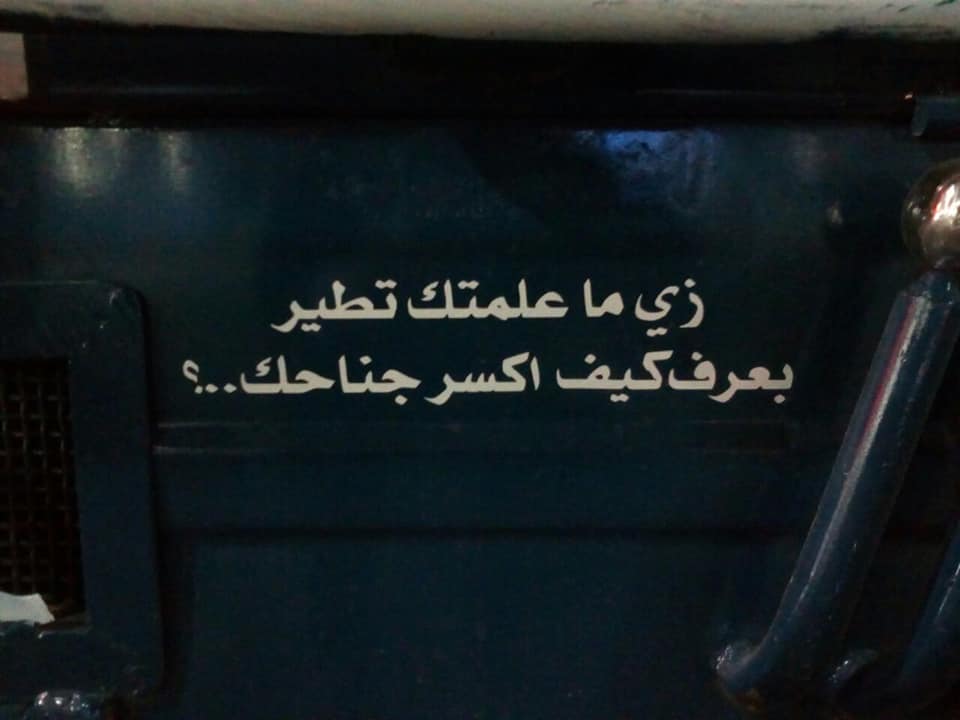 زي ما علمتك تطير
بعرف كيف اكسر جناحك...؟